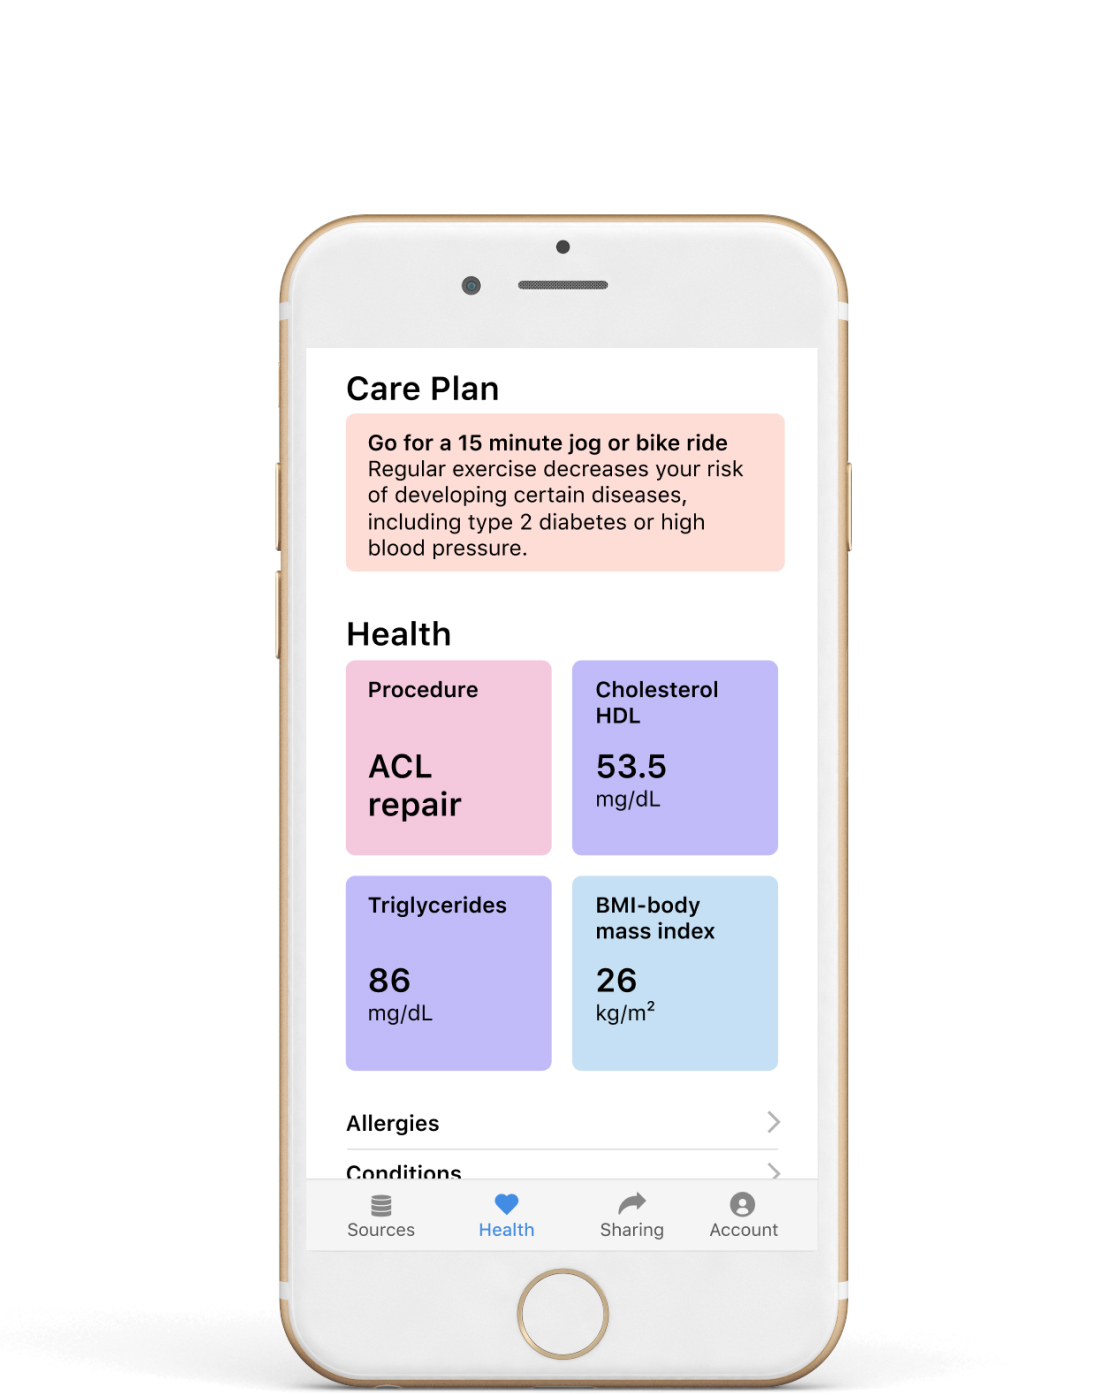 Care Plan
Go for a 15 minute jog or bike ride
Regular exercise decreases your risk
of developing certain diseases,
including type 2 diabetes or high
blood pressure.
Health
Procedure
ACL
repair
Cholesterol
HDL
53.5
mg/dL
Triglycerides
86
mg/dL
BMI-body
mass index
26
kg/m²
Allergies
Conditions
Sources
Health
Sharing
Account